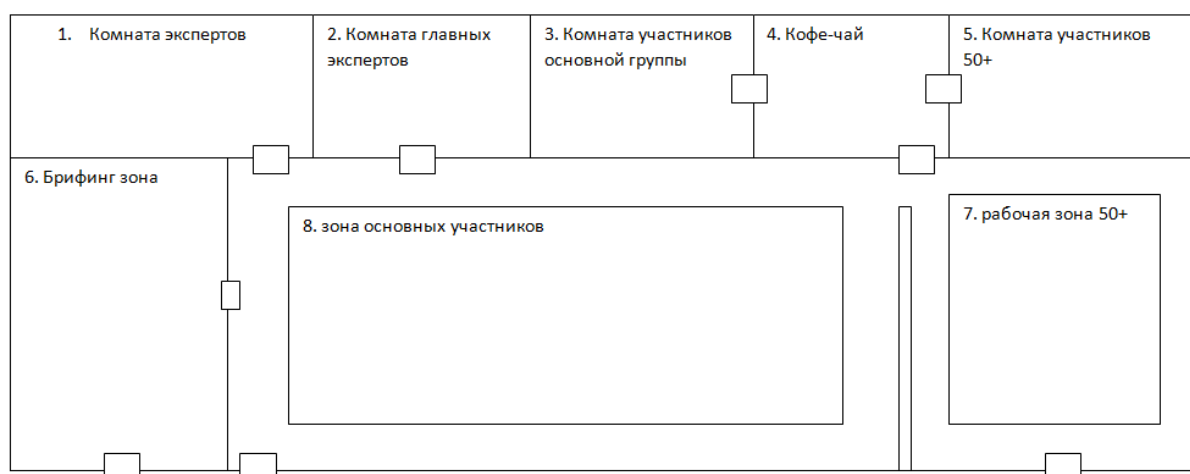 1. Комната экспертов
2. Комната главных
экспертов
3. Комната участников
основной группы
4. Кофе-чай
5. Комната участников
50+
6. Брифинг зона
8. зона основных участников
7. рабочая зона 50+